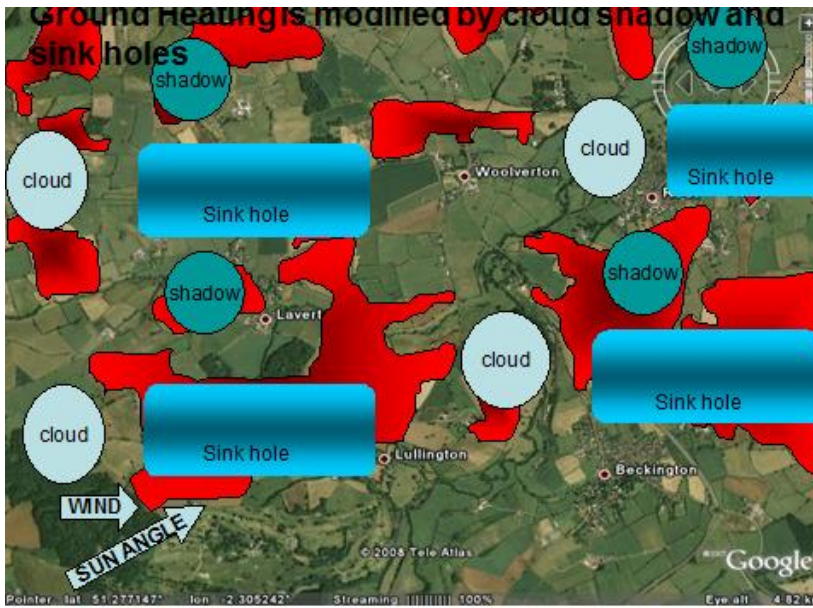 Ground Heating is modified by cloud shadow and
sink holes
shadow
shadow
cloud
cloud
Sink hole
Woolverton
Sink hole
shadow
shadow
Lavert
cloud
Sink hole
cloud
Sink hole
Lullington
Beckington
WIND
SUN ANGLE
© 2008 Tele Atlas
Google
Pointer lat 51.277147° lon -2.305242° Streaming |||||||||| 100% Eye alt 4.82 k